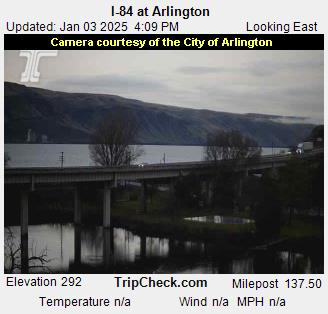 I-84 at Arlington
Updated: Jan 03 2025 4:09 PM Looking East
Camera courtesy of the City of Arlington
Elevation 292 TripCheck.com Milepost 137.50
Temperature n/a Wind n/a MPH n/a